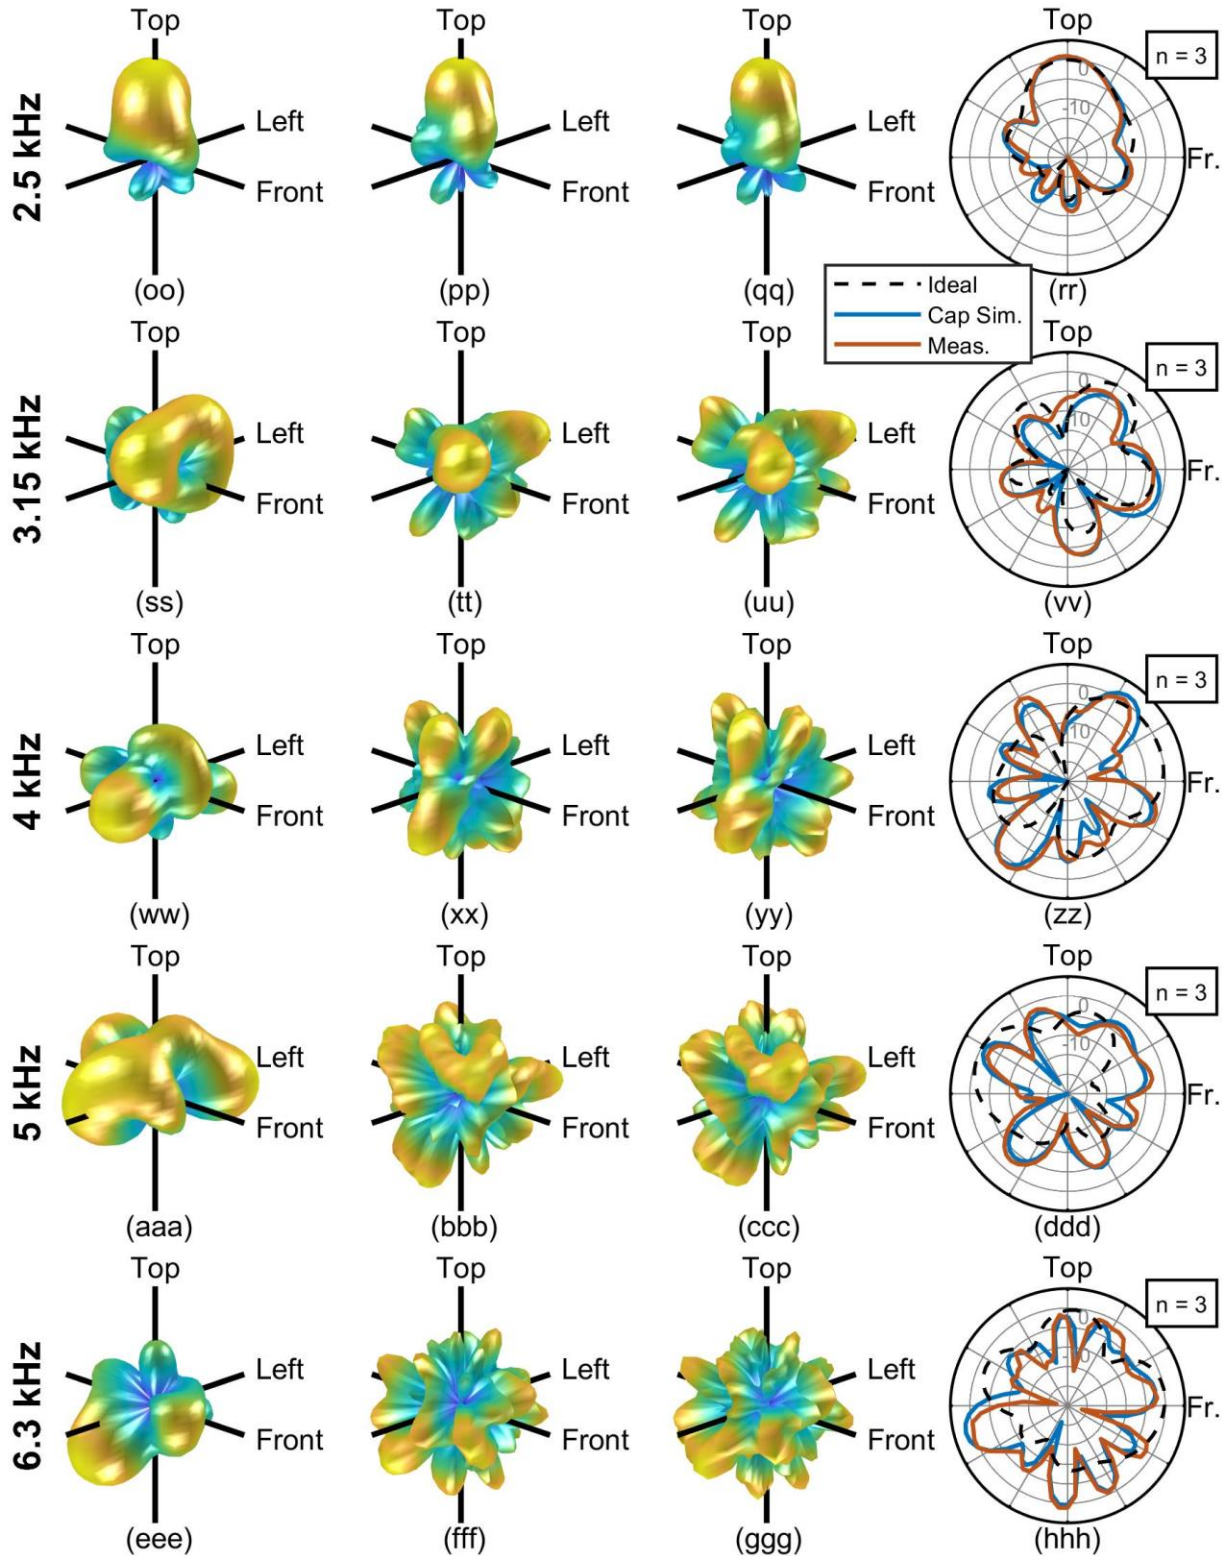 Top Top Top Top
n = 3
0
-10
2.5 kHz
Left Left Left
Fr.
Front Front Front
(oo) (pp) (qq) (rr)
Ideal
Cap Sim.
Meas.
Top Top Top Top
n = 3
0
10
3.15 kHz
Left Left Left
Fr.
Front Front Front
(ss) (tt) (uu) (vv)
Top Top Top Top
n = 3
0
10
4 kHz
Left Left Left
Fr.
Front Front Front
(ww) (xx) (yy) (zz)
Top Top Top Top
n = 3
0
-10
5 kHz
Left Left Left
Fr.
Front Front Front
(aaa) (bbb) (ccc) (ddd)
Top Top Top Top
n = 3
0
6.3 kHz
Left Left Left
Fr.
Front Front Front
(eee) (fff) (ggg) (hhh)